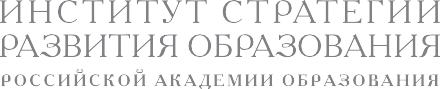 ИНСТИТУТ СТРАТЕГИИ
РАЗВИТИЯ ОБРАЗОВАНИЯ
РОССИЙСКОЙ АКАДЕМИИ ОБРАЗОВАНИЯ